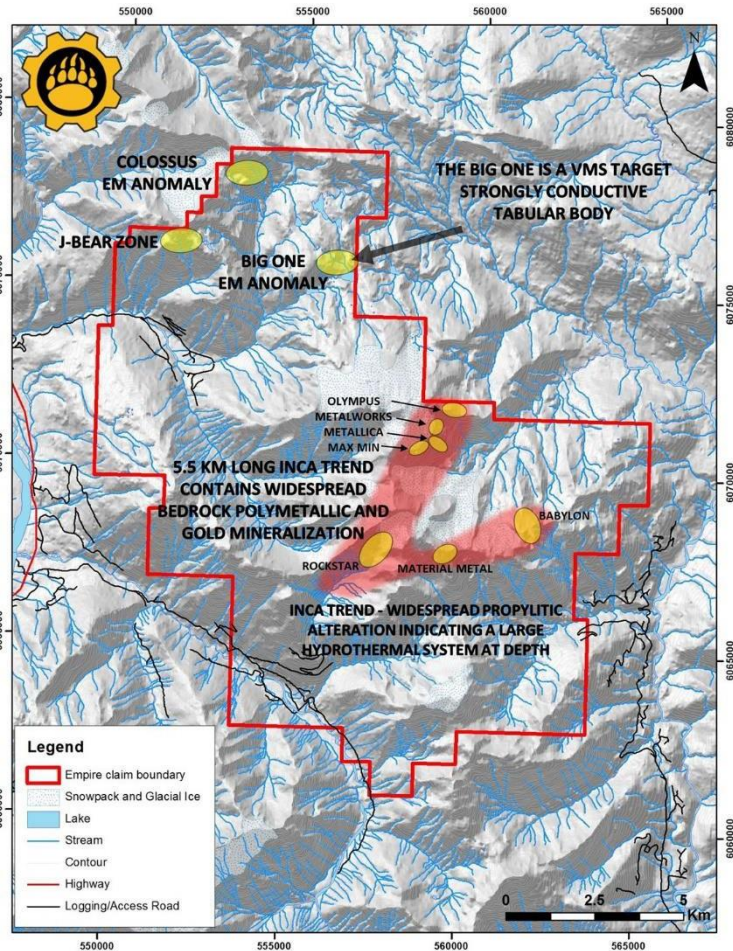 550000
555000
560000
565000
N
COLOSSUS
EM ANOMALY
THE BIG ONE IS A VMS TARGET
STRONGLY CONDUCTIVE
TABULAR BODY
J-BEAR ZONE
BIG ONE
EM ANOMALY
6080000
6075000
6070000
6065000
6060000
OLYMPUS
METALWORKS
METALLICA
MAX MIN
5.5 KM LONG INCA TREND
CONTAINS WIDESPREAD
BEDROCK POLYMETALLIC AND
GOLD MINERALIZATION
BABYLON
ROCKSTAR
MATERIAL METAL
INCA TREND - WIDESPREAD PROPYLITIC
ALTERATION INDICATING A LARGE
HYDROTHERMAL SYSTEM AT DEPTH
Legend
Empire claim boundary
Snowpack and Glacial Ice
Lake
Stream
Contour
Highway
Logging/Access Road
0 2.5 5
Km
550000
555000
560000
565000